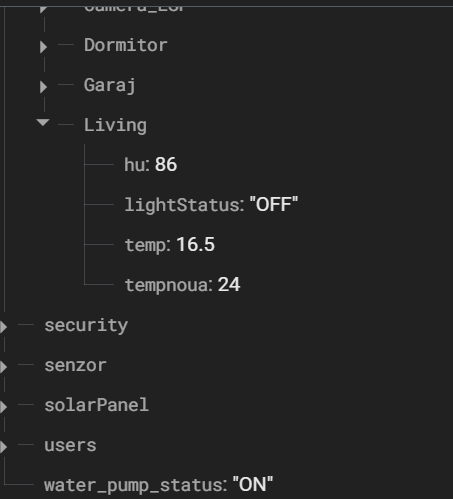 Dormitor
Garaj
Living
hu: 86
lightStatus: "OFF"
temp: 16.5
tempnoua: 24
security
senzor
solarPanel
users
water_pump_status: "ON"